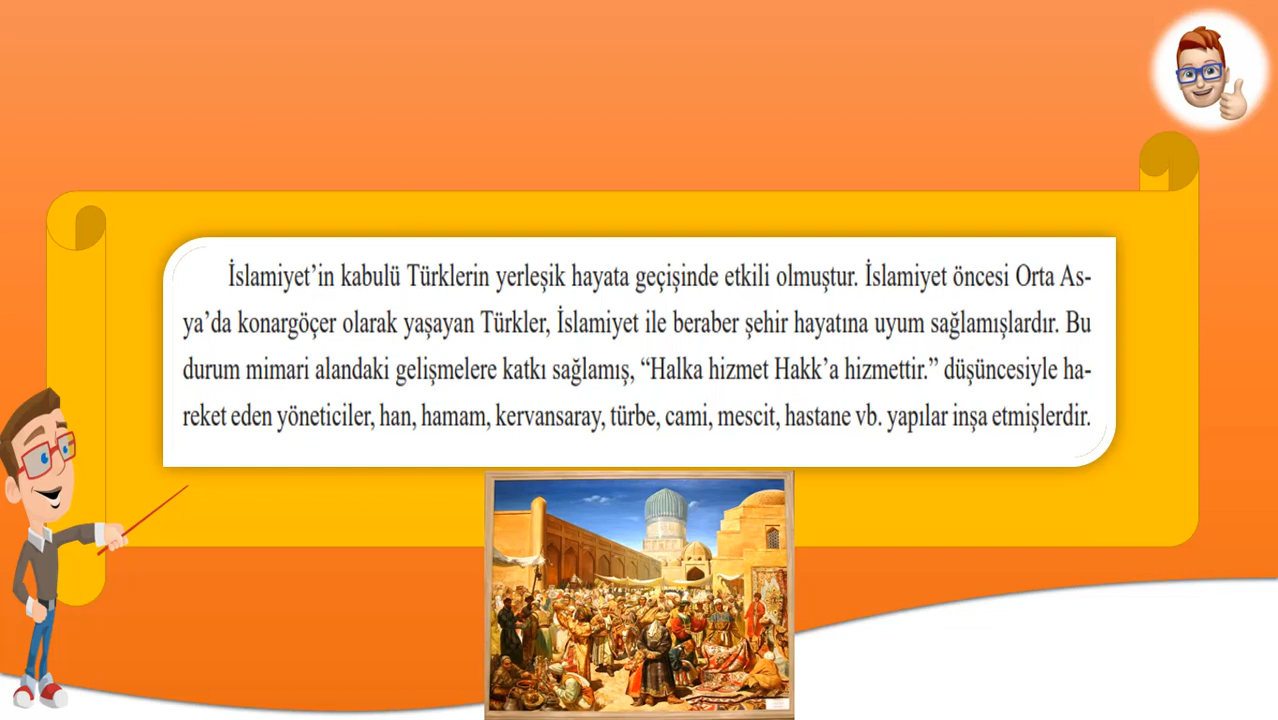 İslamiyet’in kabulü Türklerin yerleşik hayata geçişinde etkili olmuştur. İslamiyet öncesi Orta As-
ya’da konargöçer olarak yaşayan Türkler, İslamiyet ile beraber şehir hayatına uyum sağlamışlardır. Bu
durum mimari alandaki gelişmelere katkı sağlamış, “Halka hizmet Hakk’a hizmettir.” düşüncesiyle ha-
reket eden yöneticiler, han, hamam, kervansaray, türbe, cami, mescit, hastane vb. yapılar inşa etmişlerdir.